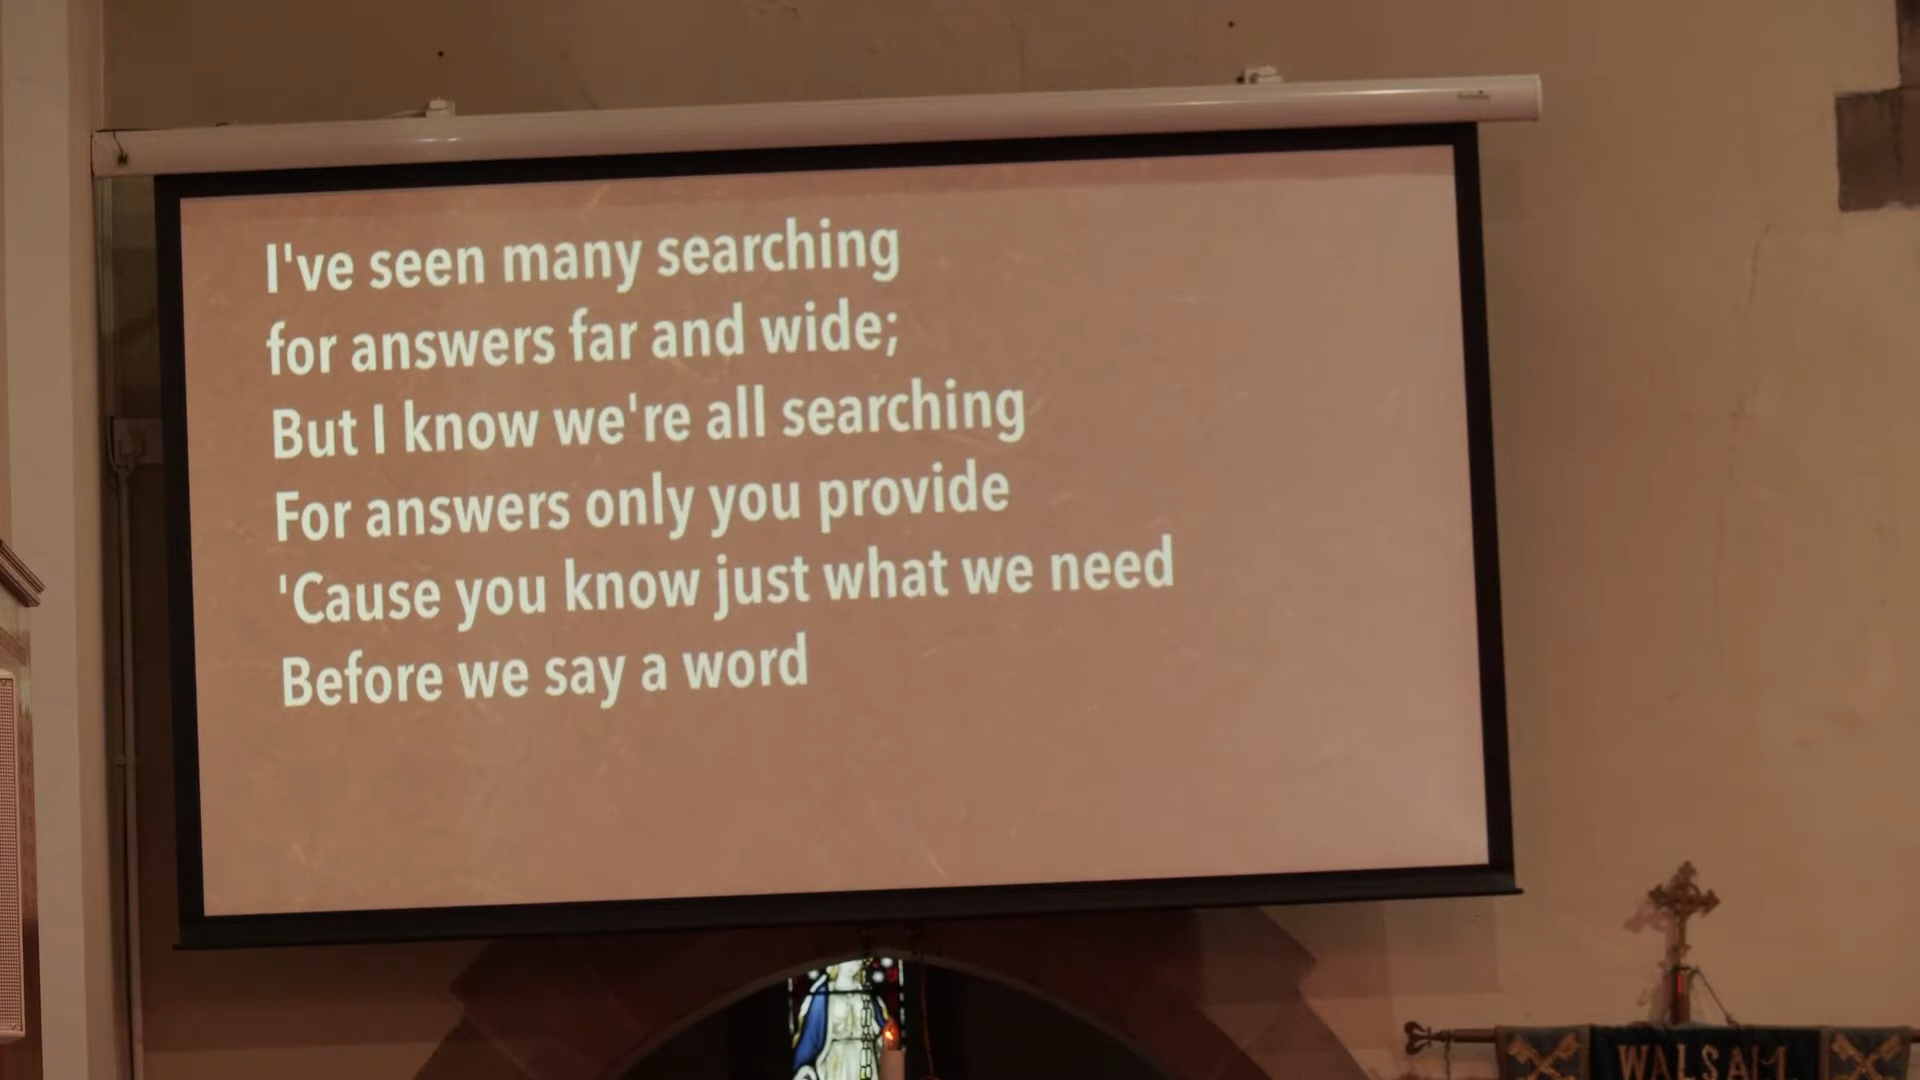 I've seen many searching
for answers far and wide;
But I know we're all searching
For answers only you provide
'Cause you know just what we need
Before we say a word